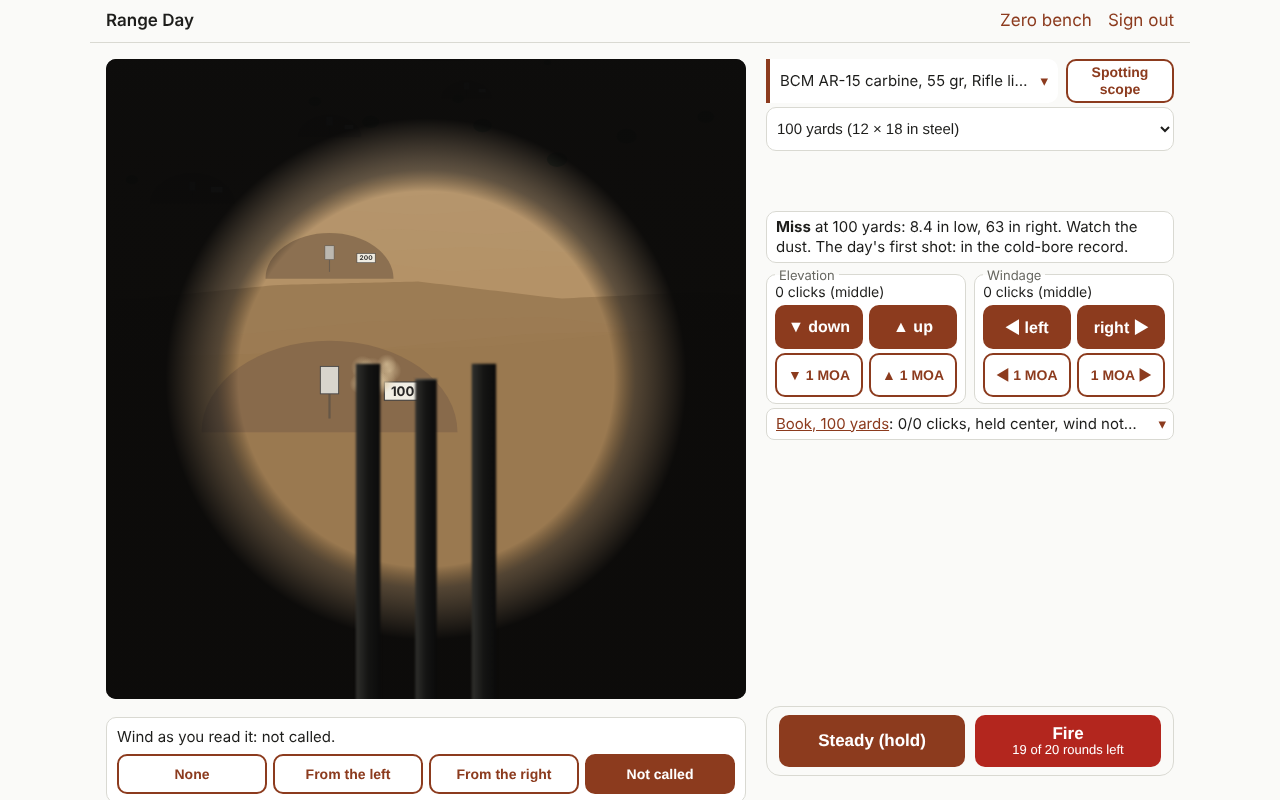 Range Day
Zero bench
Sign out
200
100
BCM AR-15 carbine, 55 gr, Rifle li... ▼
Spotting
scope
100 yards (12 × 18 in steel)
Miss at 100 yards: 8.4 in low, 63 in right. Watch the
dust. The day's first shot: in the cold-bore record.
Elevation
0 clicks (middle)
▼ down
▲ up
▼ 1 MOA
▲ 1 MOA
Windage
0 clicks (middle)
◀ left
right ▶
◀ 1 MOA
1 MOA ▶
Book, 100 yards: 0/0 clicks, held center, wind not... ▼
Steady (hold)
Fire
19 of 20 rounds left
Wind as you read it: not called.
None
From the left
From the right
Not called